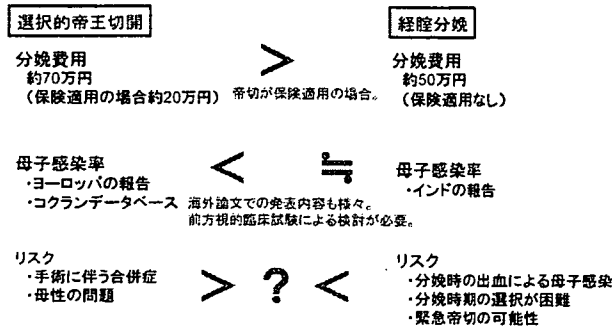 選択的帝王切開
経腟分娩
分娩費用
約70万円
（保険適用の場合約20万円）
＞
帝切が保険適用の場合。
分娩費用
約50万円
（保険適用なし）
母子感染率
・ヨーロッパの報告
・コクランデータベース
＜
≒
海外論文での発表内容も様々。
前方視的臨床試験による検討が必要。
母子感染率
・インドの報告
リスク
・手術に伴う合併症
・母性の問題
＞ ? ＜
リスク
・分娩時の出血による母子感染
・分娩時期の選択が困難
・緊急帝切の可能性